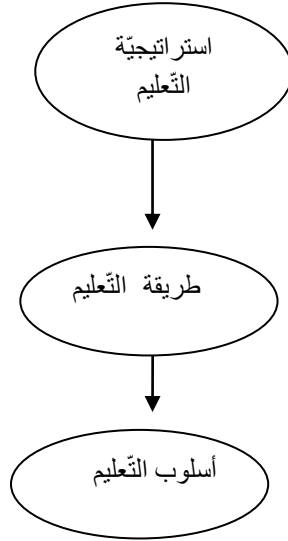 استراتيجيّة
التّعليم
طريقة التّعليم
أسلوب التّعليم